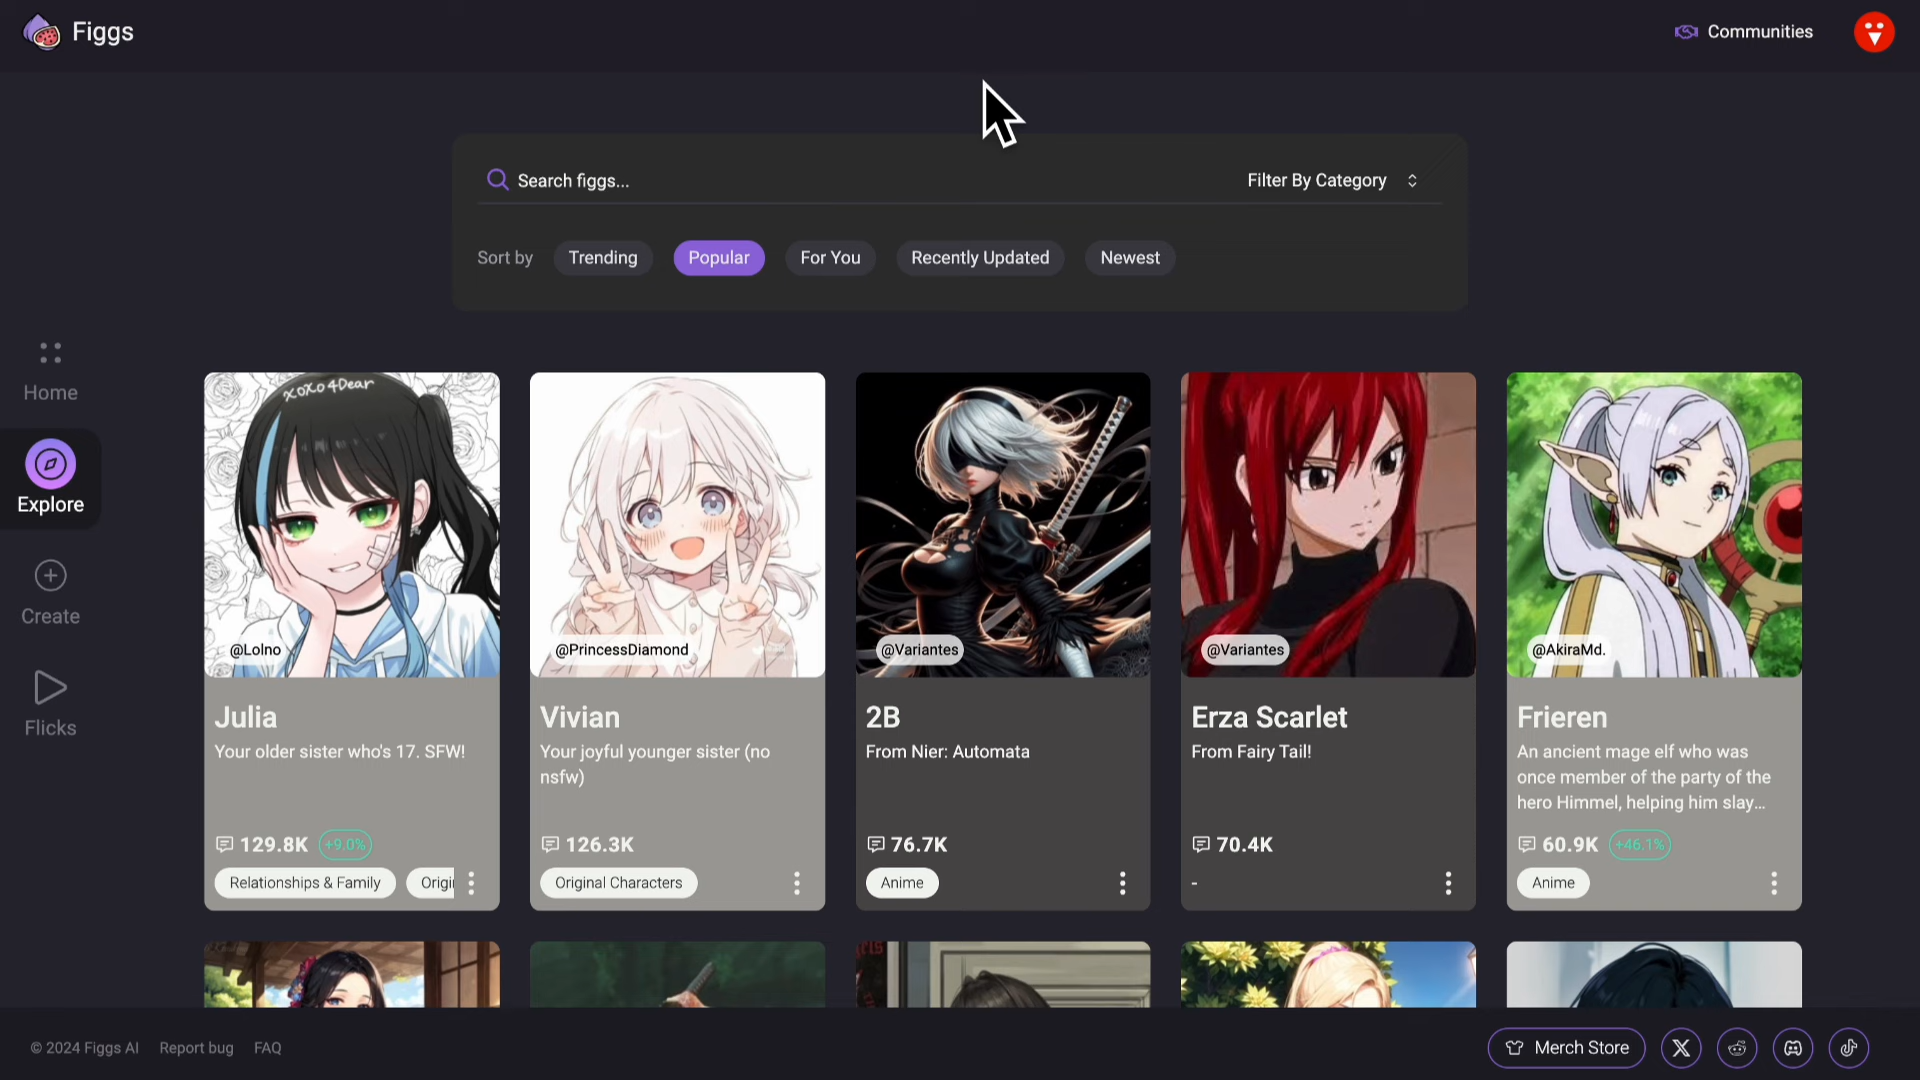 Figgs
Communities
Search figgs...
Filter By Category
Sort by
Trending
Popular
For You
Recently Updated
Newest
Home
Explore
Create
Flicks
xoxo4Dear
@Lolno
@PrincessDiamond
@Variantes
@Variantes
@AkiraMd.
Julia
Your older sister who's 17. SFW!
129.8K
+9.0%
Relationships & Family
Origi
Vivian
Your joyful younger sister (no
nsfw)
126.3K
Original Characters
2B
From Nier: Automata
76.7K
Anime
Erza Scarlet
From Fairy Tail!
70.4K
-
Frieren
An ancient mage elf who was
once member of the party of the
hero Himmel, helping him slay...
60.9K
+46.1%
Anime
© 2024 Figgs AI
Report bug
FAQ
Merch Store